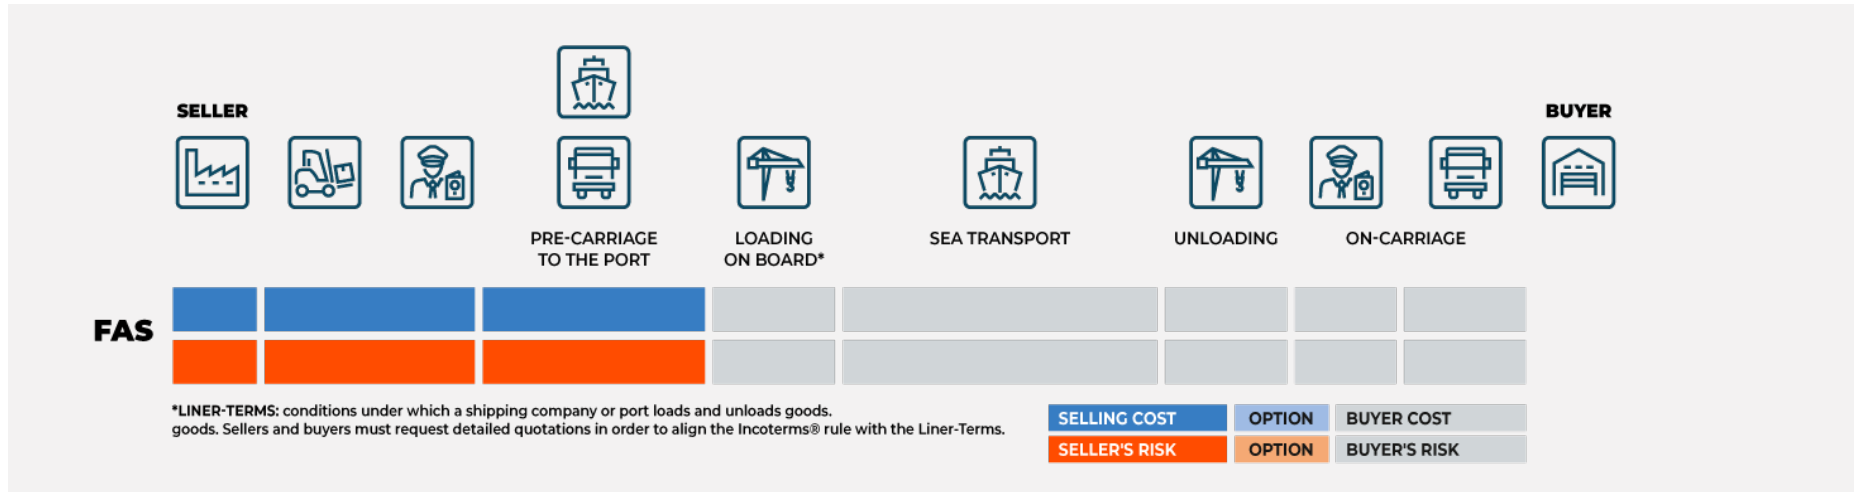 SELLER
BUYER
PRE-CARRIAGE
TO THE PORT
LOADING
ON BOARD*
SEA TRANSPORT
UNLOADING
ON-CARRIAGE
FAS
*LINER-TERMS: conditions under which a shipping company or port loads and unloads goods.
goods. Sellers and buyers must request detailed quotations in order to align the Incoterms® rule with the Liner-Terms.
SELLING COST
OPTION
BUYER COST
SELLER'S RISK
OPTION
BUYER'S RISK